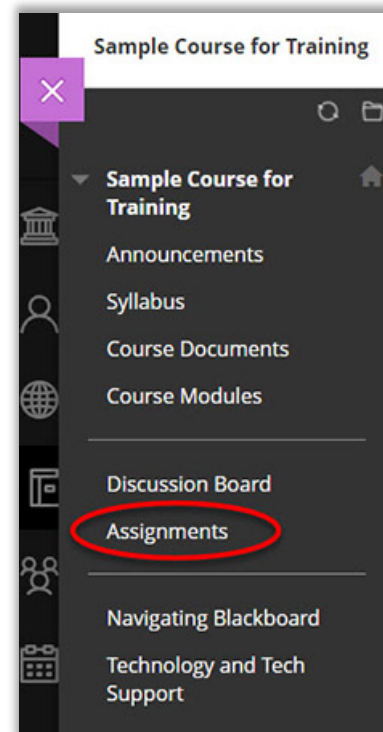 Sample Course for Training
Sample Course for
Training
Announcements
Syllabus
Course Documents
Course Modules
Discussion Board
Assignments
Navigating Blackboard
Technology and Tech
Support